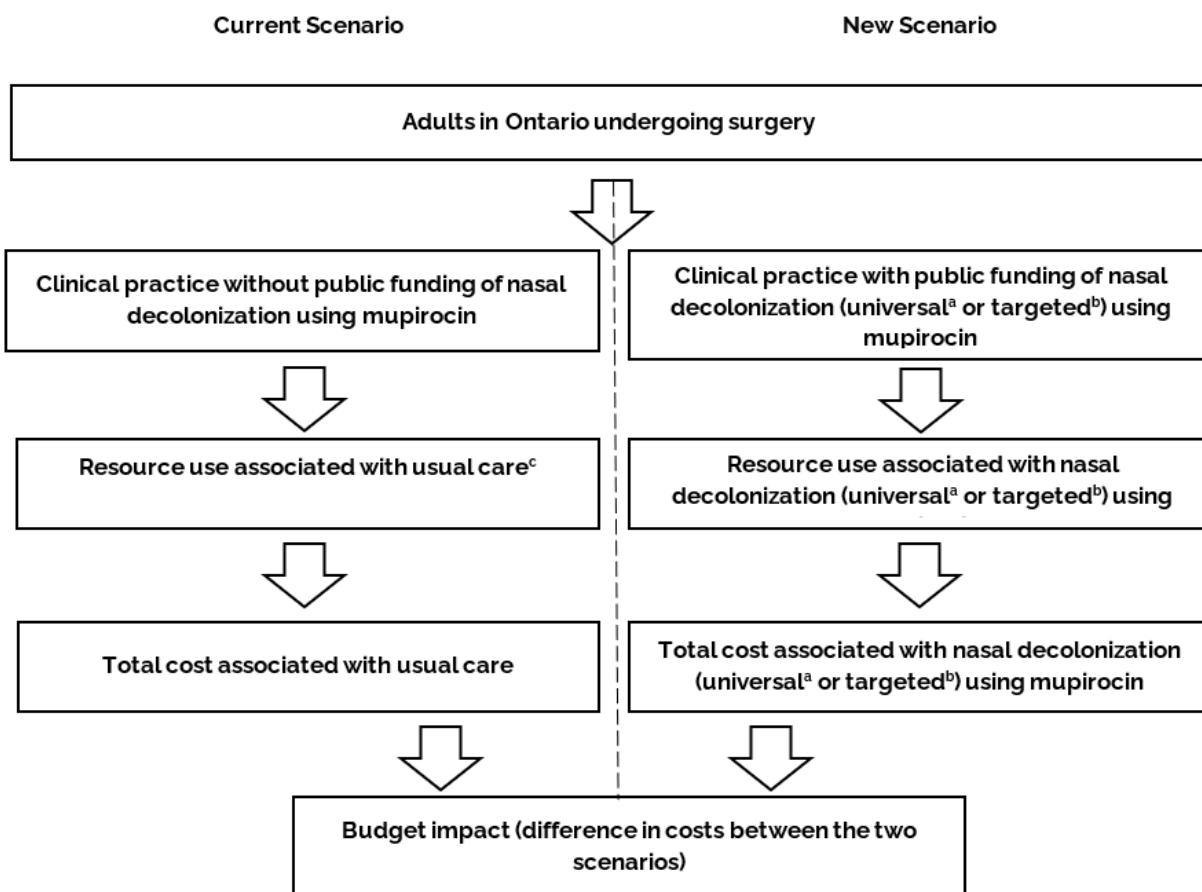 Current Scenario
New Scenario
Adults in Ontario undergoing surgery
Clinical practice without public funding of nasal
decolonization using mupirocin
Clinical practice with public funding of nasal
decolonization (universalᵃ or targetedᵇ) using
mupirocin
Resource use associated with usual careᶜ
Resource use associated with nasal
decolonization (universalᵃ or targetedᵇ) using
Total cost associated with usual care
Total cost associated with nasal decolonization
(universalᵃ or targetedᵇ) using mupirocin
Budget impact (difference in costs between the two
scenarios)